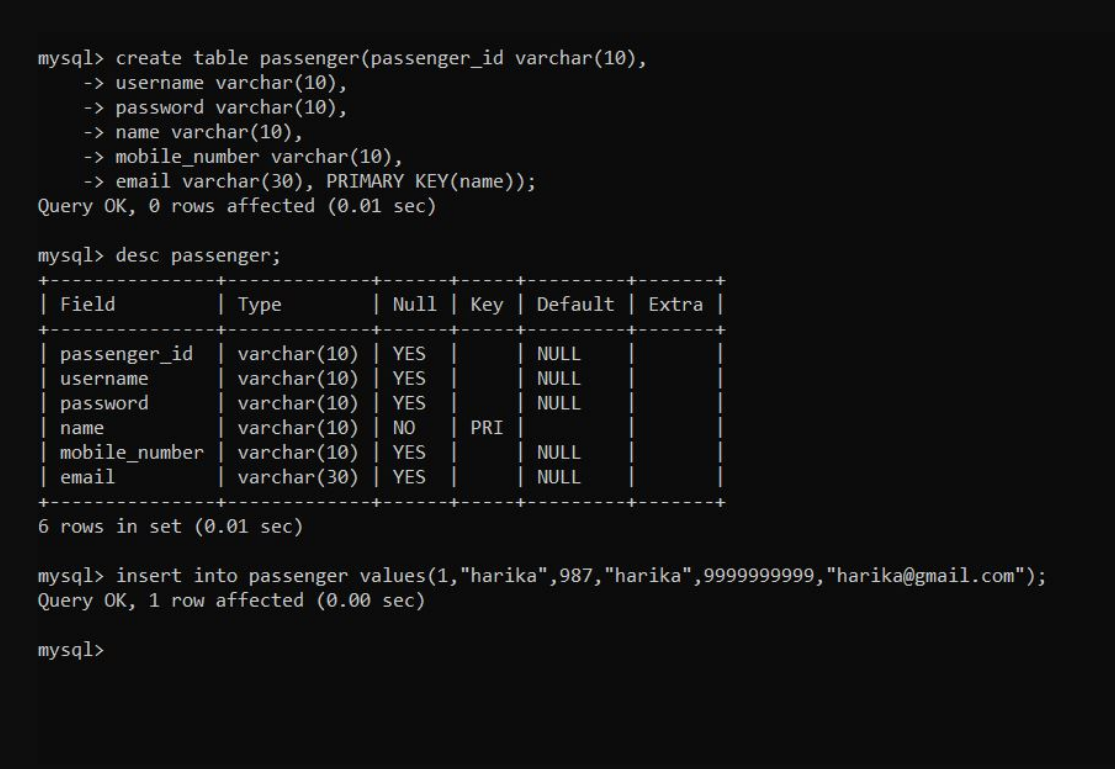 mysql> create table passenger(passenger_id varchar(10),
    -> username varchar(10),
    -> password varchar(10),
    -> name varchar(10),
    -> mobile_number varchar(10),
    -> email varchar(30), PRIMARY KEY(name));
Query OK, 0 rows affected (0.01 sec)
mysql> desc passenger;
+---------------+-------------+------+-----+---------+-------+
| Field         | Type        | Null | Key | Default | Extra |
+---------------+-------------+------+-----+---------+-------+
| passenger_id  | varchar(10) | YES  |     | NULL    |       |
| username      | varchar(10) | YES  |     | NULL    |       |
| password      | varchar(10) | YES  |     | NULL    |       |
| name          | varchar(10) | NO   | PRI |         |       |
| mobile_number | varchar(10) | YES  |     | NULL    |       |
| email         | varchar(30) | YES  |     | NULL    |       |
+---------------+-------------+------+-----+---------+-------+
6 rows in set (0.01 sec)
mysql> insert into passenger values(1,"harika",987,"harika",9999999999,"harika@gmail.com");
Query OK, 1 row affected (0.00 sec)
mysql>